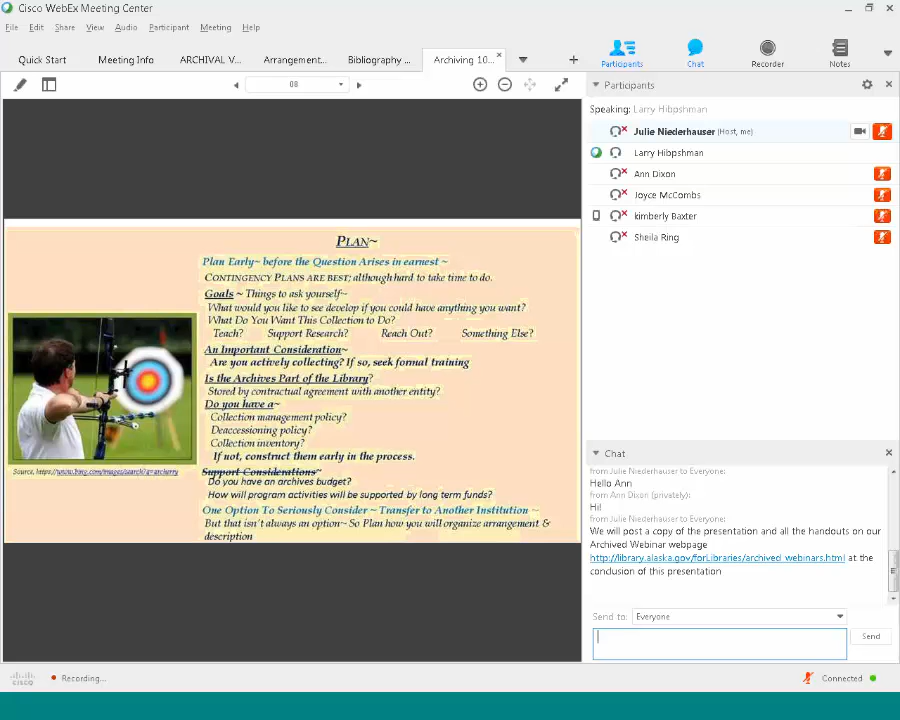 Cisco WebEx Meeting Center
File Edit Share View Audio Participant Meeting Help
Quick Start Meeting Info ARCHIVAL V... Arrangement... Bibliography ... Archiving 10...
Participants Chat Recorder Notes
08
PLAN~
Plan Early~ before the Question Arises in earnest ~
CONTINGENCY PLANS ARE BEST; although hard to take time to do.
Goals ~ Things to ask yourself~
What would you like to see develop if you could have anything you want?
What Do You Want This Collection to Do?
Teach? Support Research? Reach Out? Something Else?
An Important Consideration~
Are you actively collecting? If so, seek formal training
Is the Archives Part of the Library?
Stored by contractual agreement with another entity?
Do you have a~
Collection management policy?
Deaccessioning policy?
Collection inventory?
If not, construct them early in the process.
Support Considerations~
Do you have an archives budget?
How will program activities will be supported by long term funds?
One Option To Seriously Consider ~ Transfer to Another Institution ~
But that isn't always an option~ So Plan how you will organize arrangement &
description
Source, https://www.bing.com/images/search?q=archery
Participants
Speaking: Larry Hibpshman
Julie Niederhauser (Host, me)
Larry Hibpshman
Ann Dixon
Joyce McCombs
kimberly Baxter
Sheila Ring
Chat
from Julie Niederhauser to Everyone:
Hello Ann
from Ann Dixon (privately):
Hi!
from Julie Niederhauser to Everyone:
We will post a copy of the presentation and all the handouts on our
Archived Webinar webpage
http://library.alaska.gov/forLibraries/archived_webinars.html at the
conclusion of this presentation
Send to: Everyone
Send
CISCO Recording... Connected